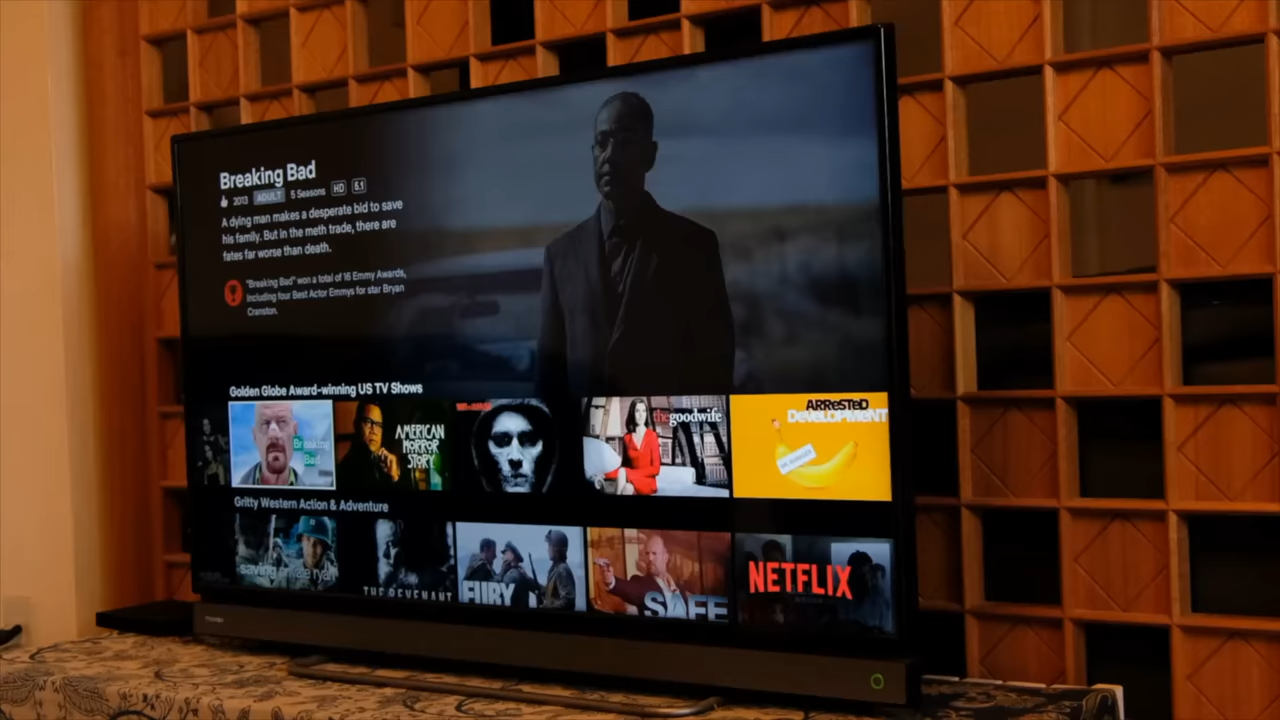 Breaking Bad
2013 ADULT 5 Seasons HD 5.1
A dying man makes a desperate bid to save
his family. But in the meth trade, there are
fates far worse than death.
"Breaking Bad" won a total of 16 Emmy Awards,
including four Best Actor Emmys for star Bryan
Cranston.
Golden Globe Award-winning US TV Shows
Breaking
Bad
AMERICAN
HORROR
STORY
thegoodwife
ARRESTED
DEVELOPMENT
MR. MANAGER
Gritty Western Action & Adventure
saving private ryan
THE REVENANT
FURY
SAFE
NETFLIX